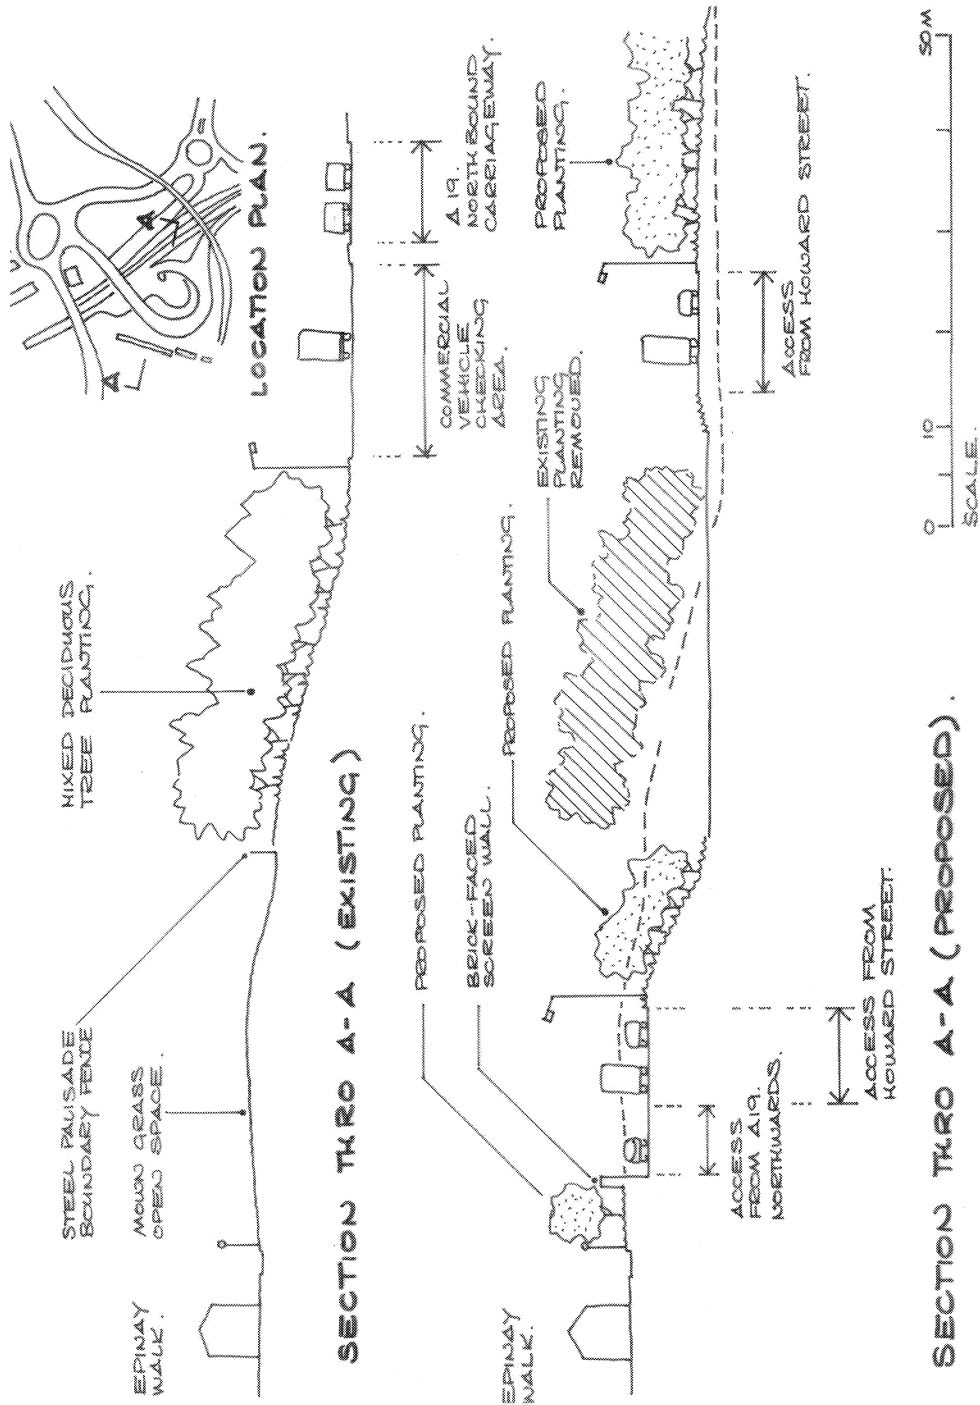 EPINAY
WALK.
STEEL PALISADE
BOUNDARY FENCE
MOWN GRASS
OPEN SPACE.
MIXED DECIDUOUS
TREE PLANTING.
COMMERCIAL
VEHICLE
CHECKING
AREA.
A19.
NORTH BOUND
CARRIAGEWAY.
A
A
LOCATION PLAN.
SECTION THRO A-A (EXISTING)
EPINAY
WALK.
PROPOSED PLANTING.
BRICK-FACED
SCREEN WALL.
PROPOSED PLANTING.
EXISTING
PLANTING
REMOVED.
PROPOSED
PLANTING.
ACCESS
FROM A19.
NORTHWARDS.
ACCESS FROM
HOWARD STREET.
ACCESS
FROM HOWARD STREET.
SECTION THRO A-A (PROPOSED).
0 10 50M
SCALE.